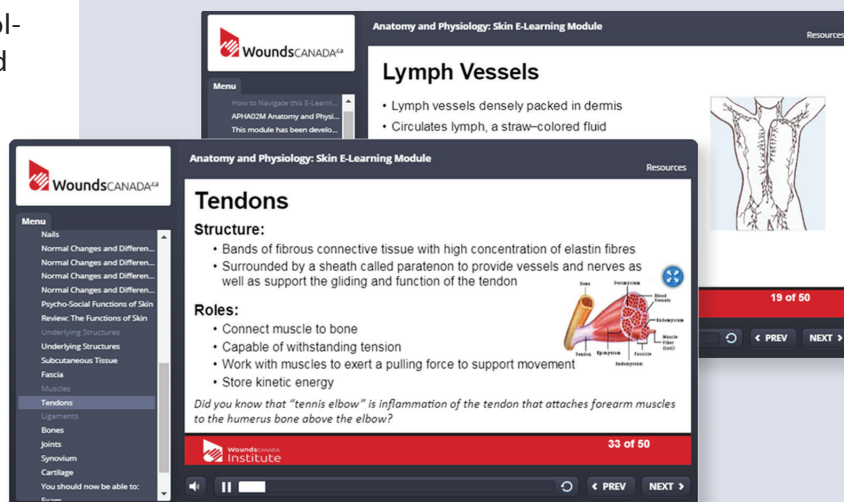 ol-
d
WOUNDSCANADA.ca
Menu
How to Navigate this E-Learni...
APHA02M Anatomy and Physi...
This module has been develo...
Anatomy and Physiology: Skin E-Learning Module
Resources
Lymph Vessels
• Lymph vessels densely packed in dermis
• Circulates lymph, a straw–colored fluid
19 of 50
< PREV
NEXT >
WOUNDSCANADA.ca
Menu
Nails
Normal Changes and Differen...
Normal Changes and Differen...
Normal Changes and Differen...
Normal Changes and Differen...
Psycho-Social Functions of Skin
Review: The Functions of Skin
Underlying Structures
Underlying Structures
Subcutaneous Tissue
Fascia
Muscles
Tendons
Ligaments
Bones
Joints
Synovium
Cartilage
You should now be able to:
Exam
Anatomy and Physiology: Skin E-Learning Module
Resources
Tendons
Structure:
• Bands of fibrous connective tissue with high concentration of elastin fibres
• Surrounded by a sheath called paratenon to provide vessels and nerves as
well as support the gliding and function of the tendon
Roles:
• Connect muscle to bone
• Capable of withstanding tension
• Work with muscles to exert a pulling force to support movement
• Store kinetic energy
Bone
Perimysium
Blood
Vessels
Endomysium
Muscle
Fiber
(Cell)
Tendon
Epimysium
Fascicle
Endomysium
Did you know that "tennis elbow" is inflammation of the tendon that attaches forearm muscles
to the humerus bone above the elbow?
WOUNDSCANADA
Institute
33 of 50
< PREV
NEXT >